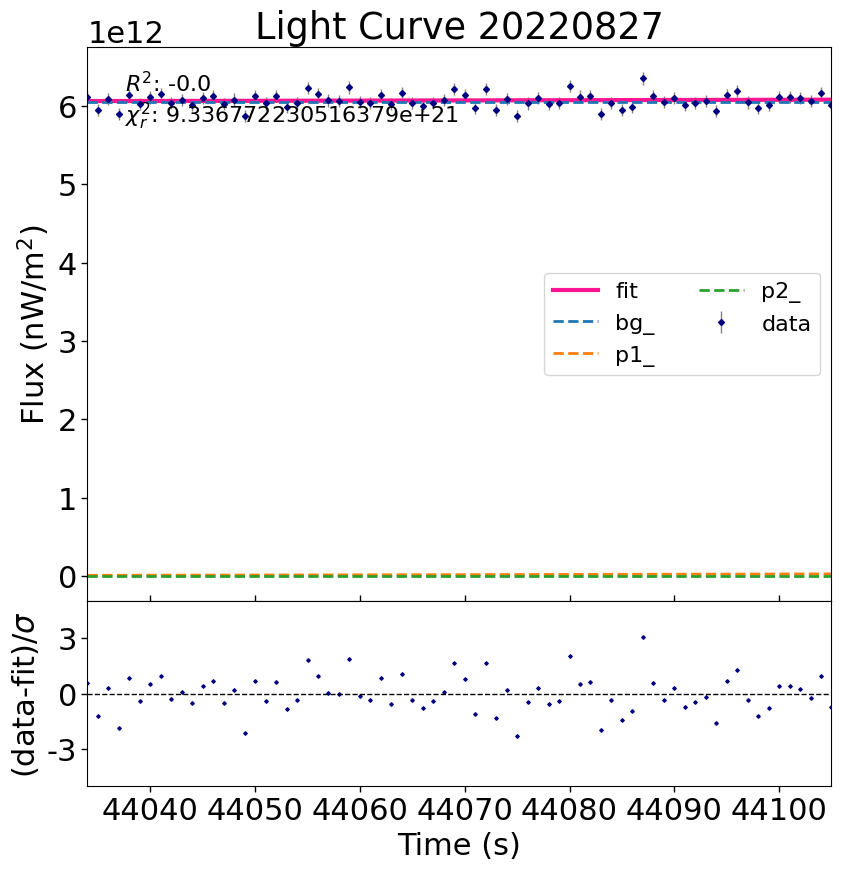 Light Curve 20220827
1e12
R²: -0.0
χᵣ²: 9.336772230516379e+21
6
5
4
3
2
1
0
Flux (nW/m²)
fit
bg_
p1_
p2_
data
3
0
-3
(data-fit)/σ
44040 44050 44060 44070 44080 44090 44100
Time (s)